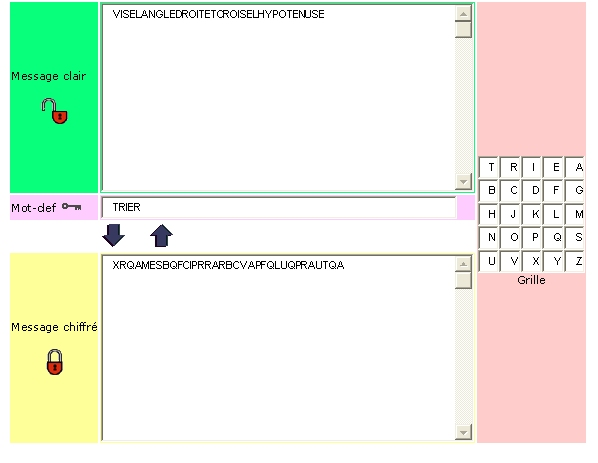 VISELANGLEDROITETCROISELHYPOTENUSE
Message clair
Mot-clef
TRIER
T R I E A
B C D F G
H J K L M
N O P Q S
U V X Y Z
Grille
XRQAMESBQFCIPRRARBCVAPFQLUQPRAUTQA
Message chiffré